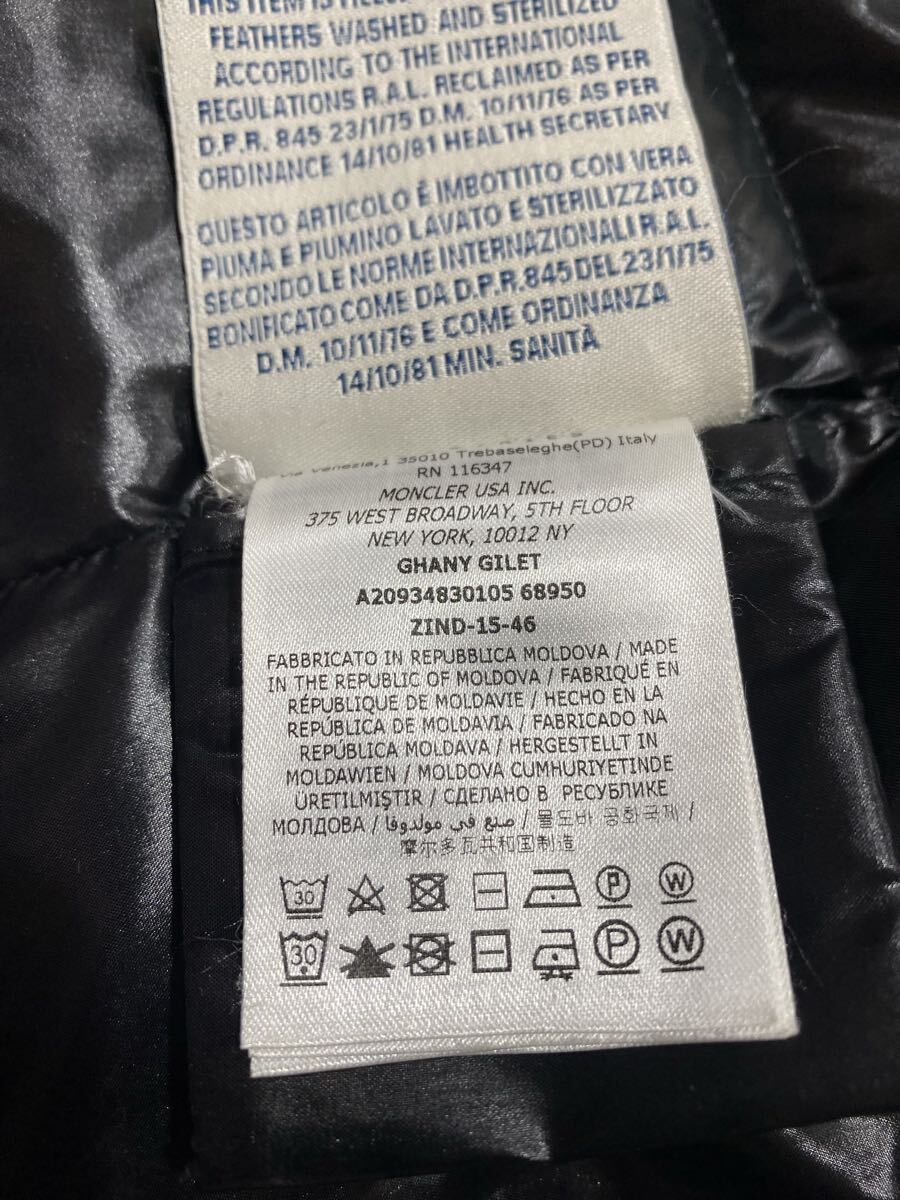 THIS ITEM IS
FEATHERS WASHED AND STERILIZED
ACCORDING TO THE INTERNATIONAL
REGULATIONS R.A.L. RECLAIMED AS PER
D.P.R. 845 23/1/75 D.M. 10/11/76 AS PER
ORDINANCE 14/10/81 HEALTH SECRETARY
QUESTO ARTICOLO È IMBOTTITO CON VERA
PIUMA E PIUMINO LAVATO E STERILIZZATO
SECONDO LE NORME INTERNAZIONALI R.A.L.
BONIFICATO COME DA D.P.R. 845 DEL 23/1/75
D.M. 10/11/76 E COME ORDINANZA
14/10/81 MIN. SANITÀ
Via Venezia,1 35010 Trebaseleghe(PD) Italy
RN 116347
MONCLER USA INC.
375 WEST BROADWAY, 5TH FLOOR
NEW YORK, 10012 NY
GHANY GILET
A20934830105 68950
ZIND-15-46
FABBRICATO IN REPUBBLICA MOLDOVA / MADE
IN THE REPUBLIC OF MOLDOVA / FABRIQUÉ EN
RÉPUBLIQUE DE MOLDAVIE / HECHO EN LA
REPÚBLICA DE MOLDAVIA / FABRICADO NA
REPÚBLICA MOLDAVA / HERGESTELLT IN
MOLDAWIEN / MOLDOVA CUMHURIYETINDE
ÜRETILMIŞTIR / СДЕЛАНО В РЕСПУБЛИКЕ
МОЛДОВА / صنع في مولدوفا / 몰도바 공화국제 /
摩尔多瓦共和国制造
30 P W
30 P W